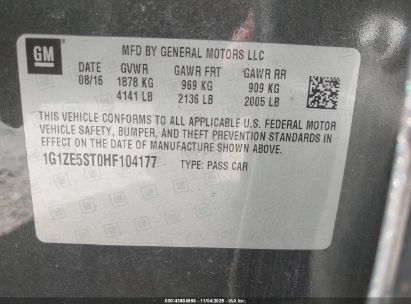 GM
MFD BY GENERAL MOTORS LLC
DATE GVWR GAWR FRT GAWR RR
08/16 1878 KG 969 KG 909 KG
4141 LB 2136 LB 2005 LB
THIS VEHICLE CONFORMS TO ALL APPLICABLE U.S. FEDERAL MOTOR
VEHICLE SAFETY, BUMPER, AND THEFT PREVENTION STANDARDS IN
EFFECT ON THE DATE OF MANUFACTURE SHOWN ABOVE.
1G1ZE5ST0HF104177 TYPE: PASS CAR